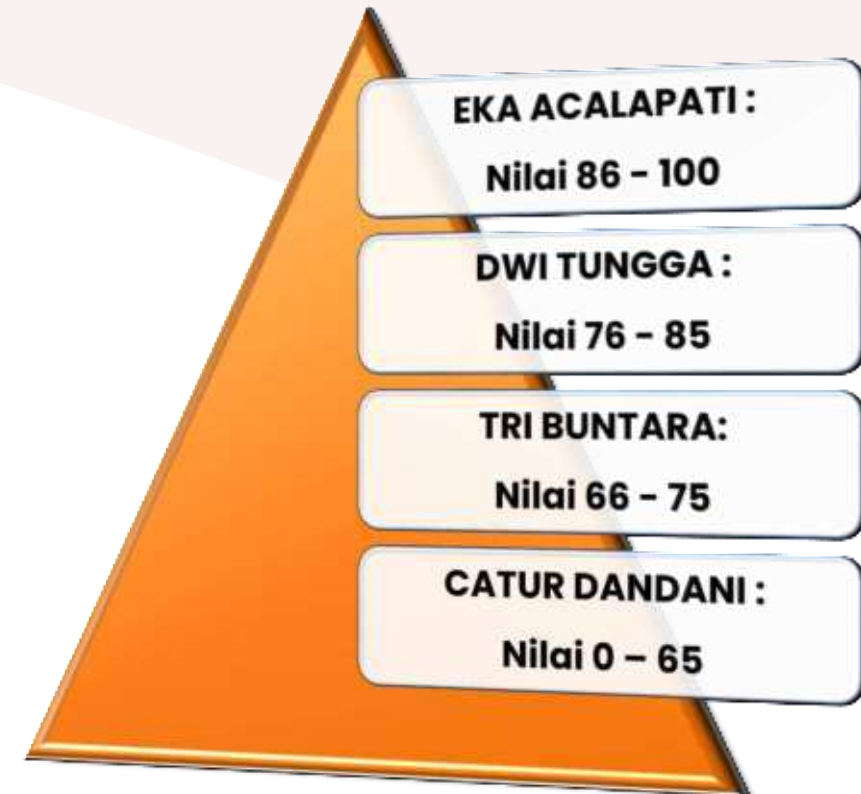 EKA ACALAPATI :
Nilai 86 - 100
DWI TUNGGA :
Nilai 76 - 85
TRI BUNTARA:
Nilai 66 - 75
CATUR DANDANI :
Nilai 0 – 65